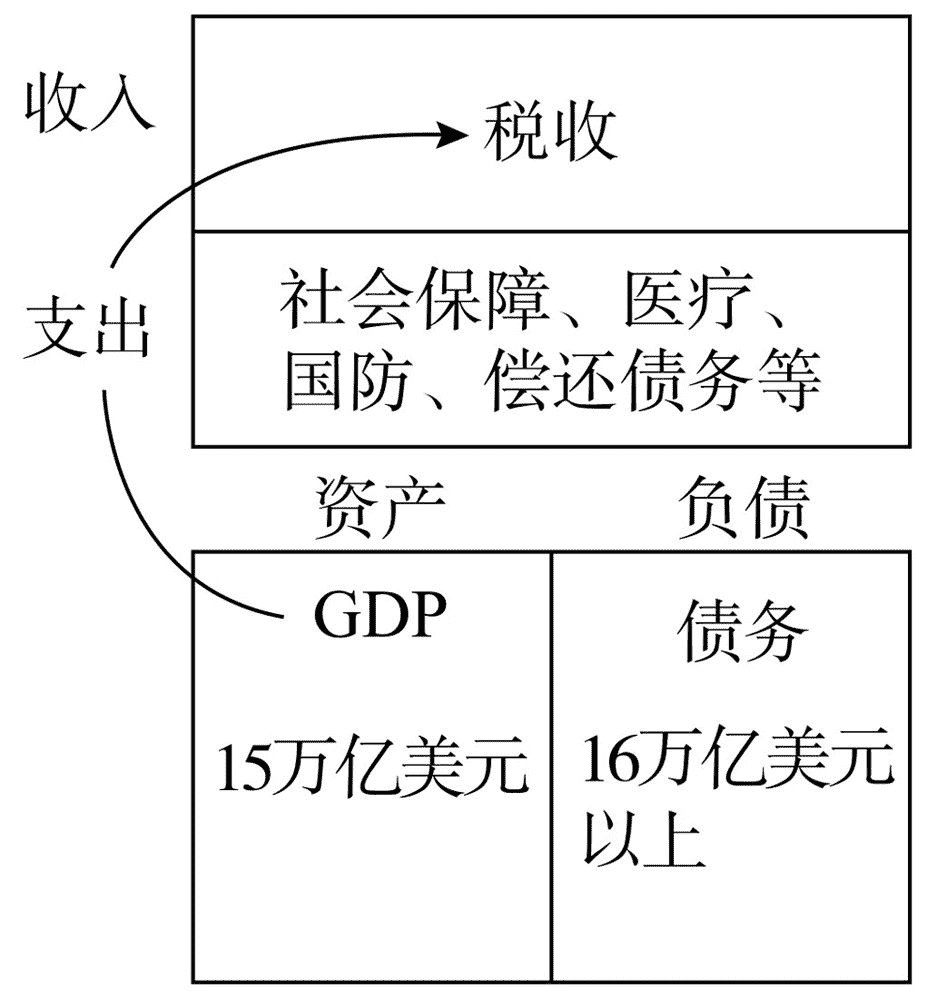 收入
税收
支出
社会保障、医疗、
国防、偿还债务等
资产
负债
GDP
债务
15万亿美元
16万亿美元
以上